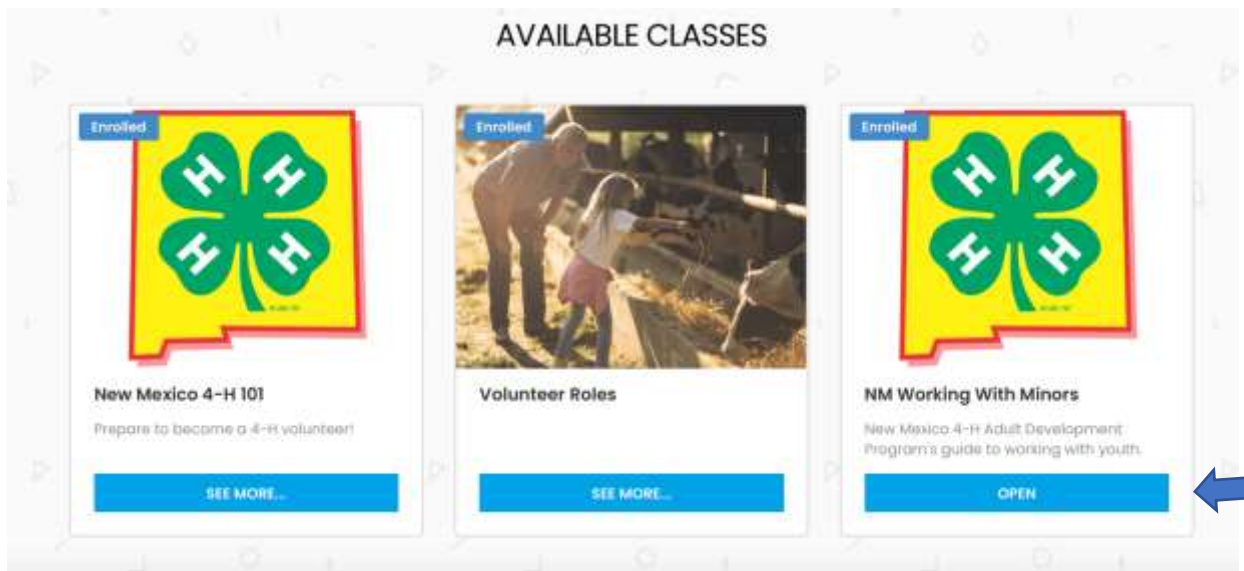 AVAILABLE CLASSES
Enrolled
H H
H H
New Mexico 4-H 101
Prepare to become a 4-H volunteer!
SEE MORE...
Enrolled
Volunteer Roles
SEE MORE...
Enrolled
H H
H H
NM Working With Minors
New Mexico 4-H Adult Development
Program's guide to working with youth.
OPEN